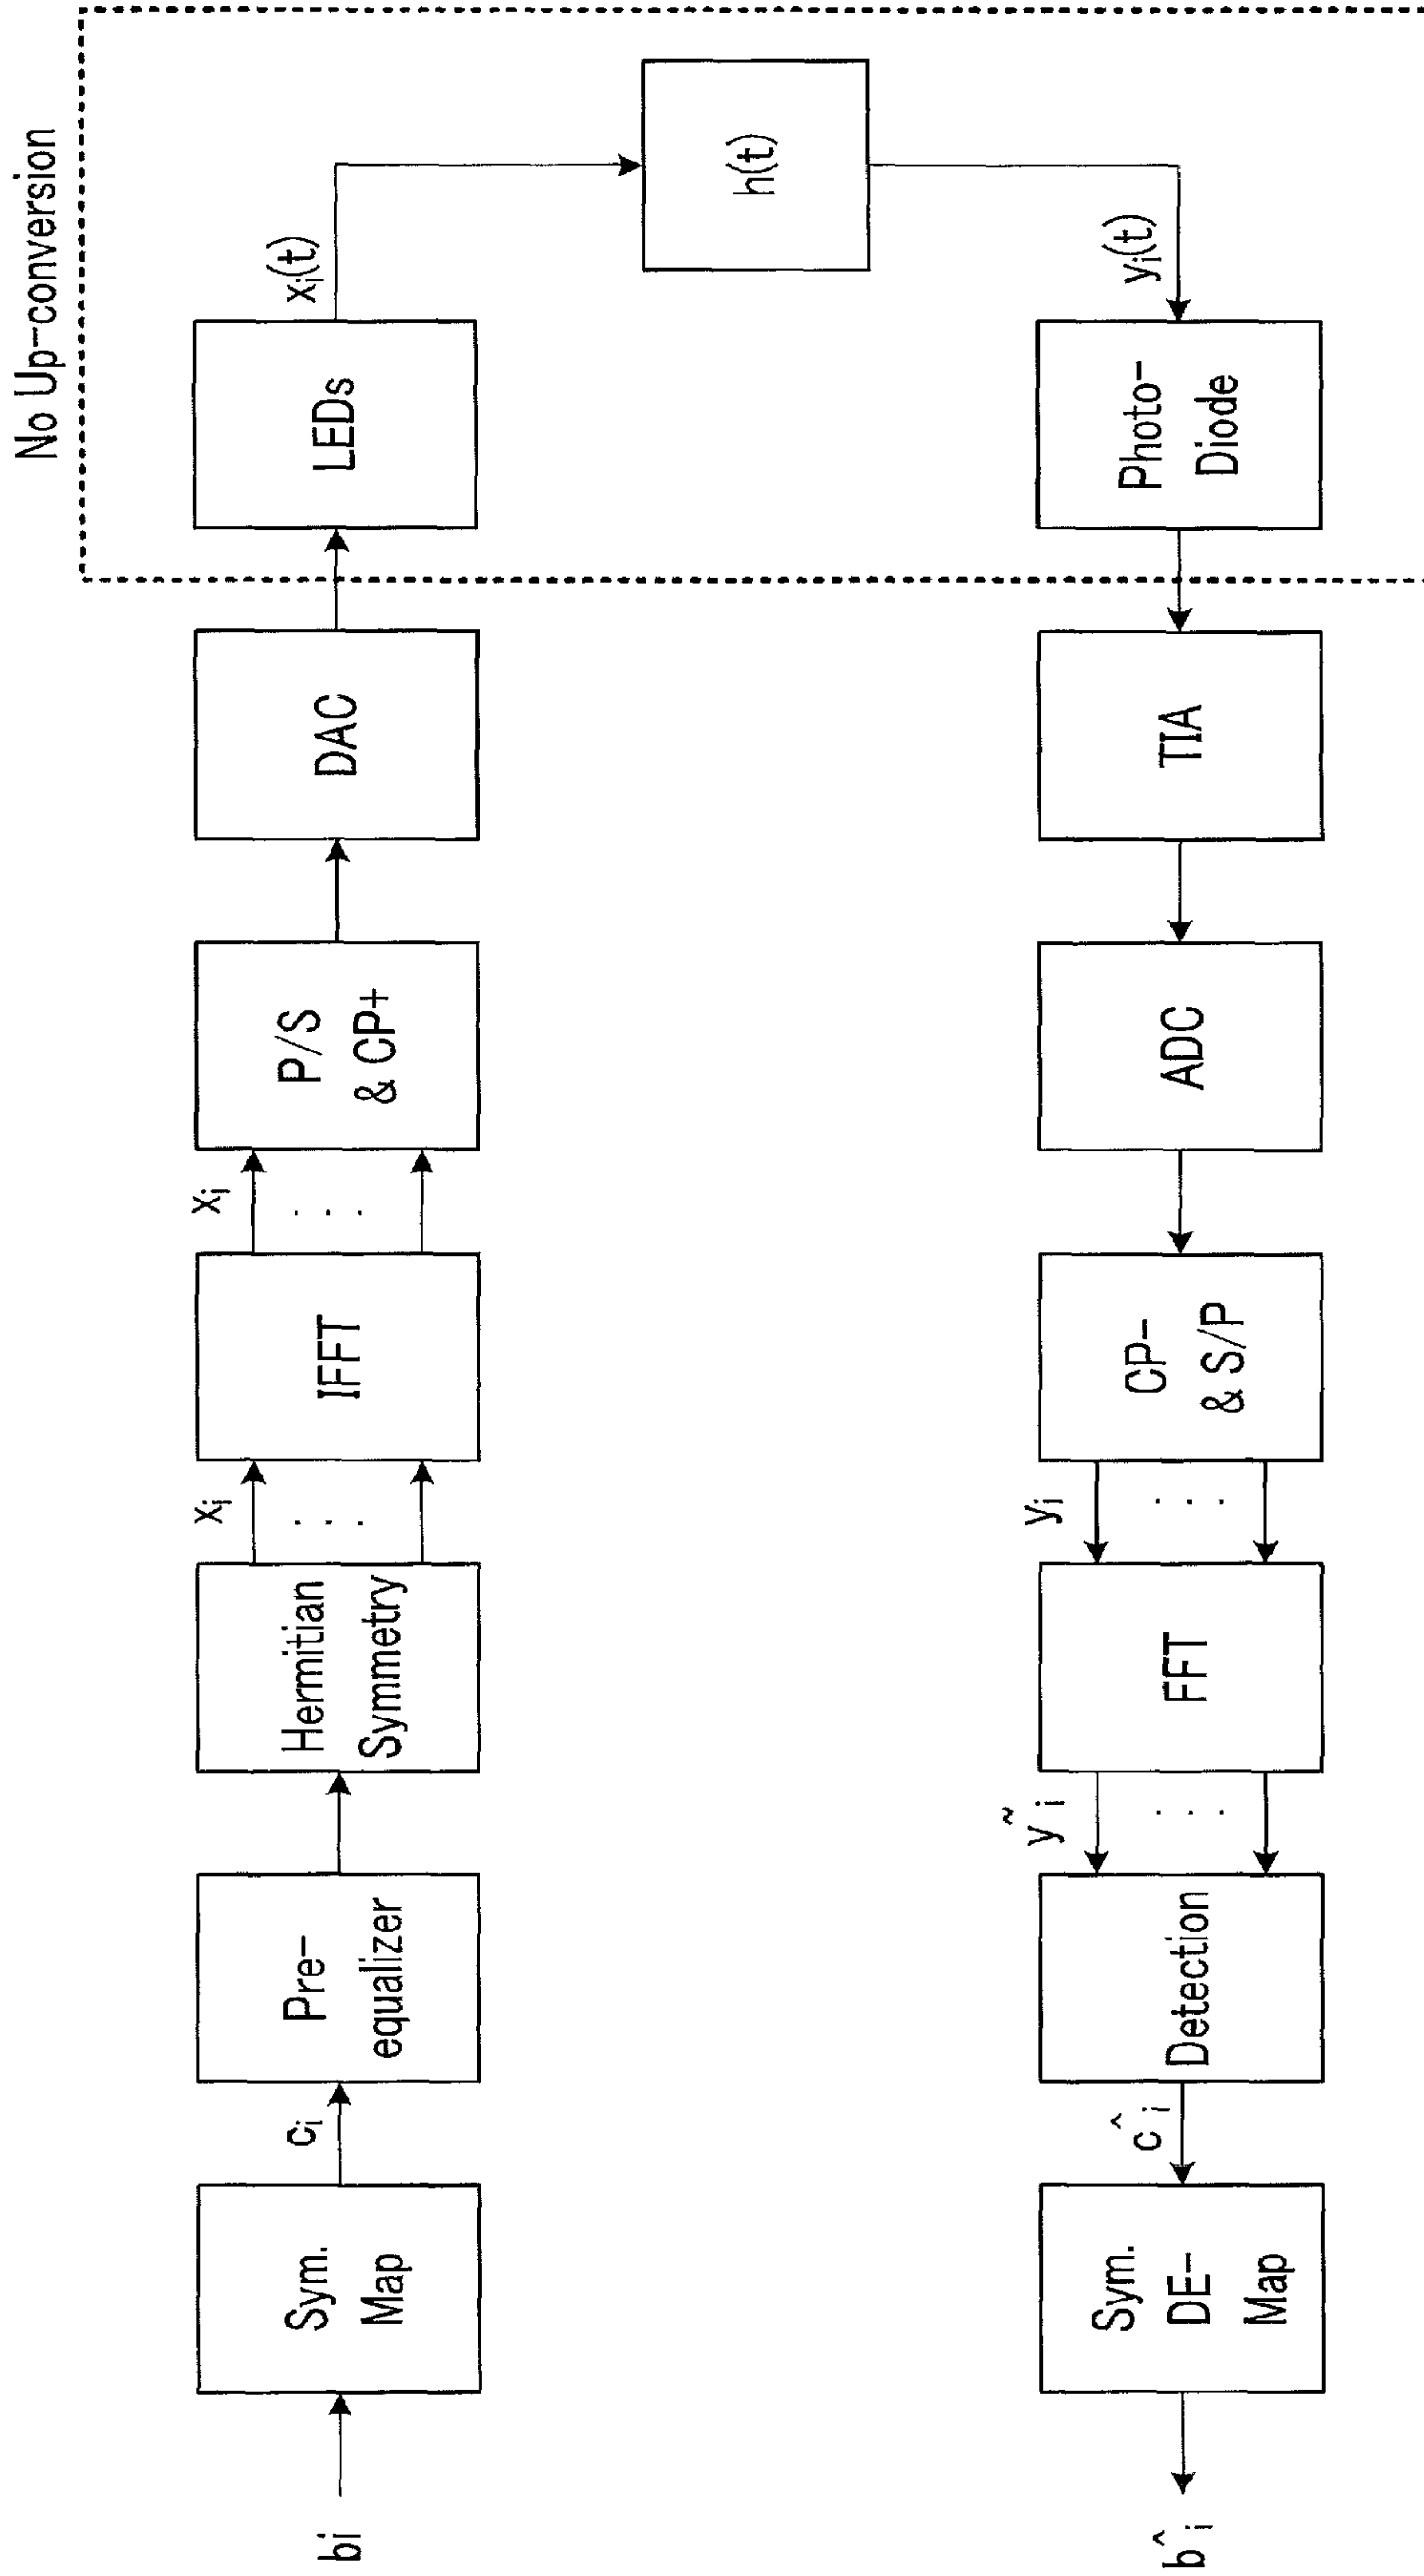 No Up-conversion
bi
Sym.
Map
ci
Pre-
equalizer
Hermitian
Symmetry
xi
. . .
IFFT
xi
. . .
P/S
& CP+
DAC
LEDs
xi(t)
h(t)
yi(t)
Photo-
Diode
TIA
ADC
CP-
& S/P
yi
. . .
FFT
ỹi
. . .
Detection
ĉi
Sym.
DE-
Map
b̂i